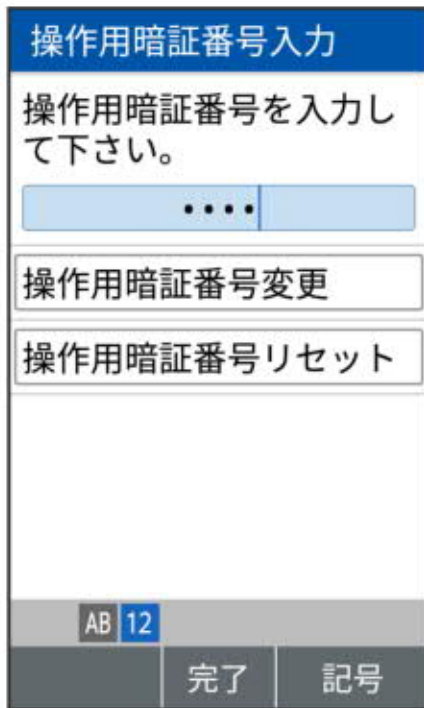 操作用暗証番号入力
操作用暗証番号を入力し
て下さい。
••••
操作用暗証番号変更
操作用暗証番号リセット
AB 12
完了 記号